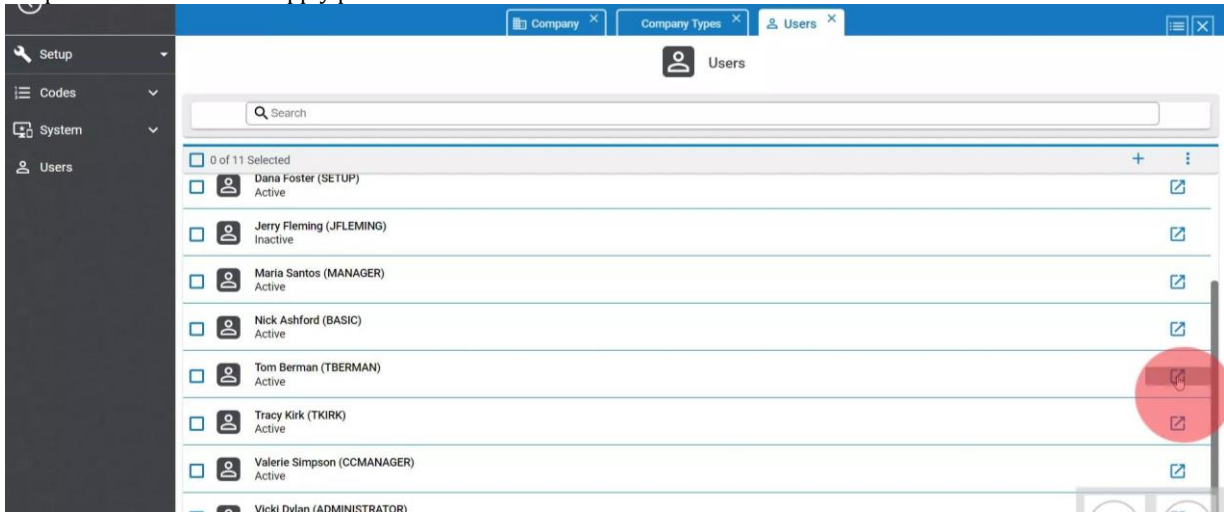 Company
Company Types
Users
Setup
Users
Codes
Search
System
0 of 11 Selected
Users
Dana Foster (SETUP)
Active
Jerry Fleming (JFLEMING)
Inactive
Maria Santos (MANAGER)
Active
Nick Ashford (BASIC)
Active
Tom Berman (TBERMAN)
Active
Tracy Kirk (TKIRK)
Active
Valerie Simpson (CCMANAGER)
Active
Vicki Dylan (ADMINISTRATOR)